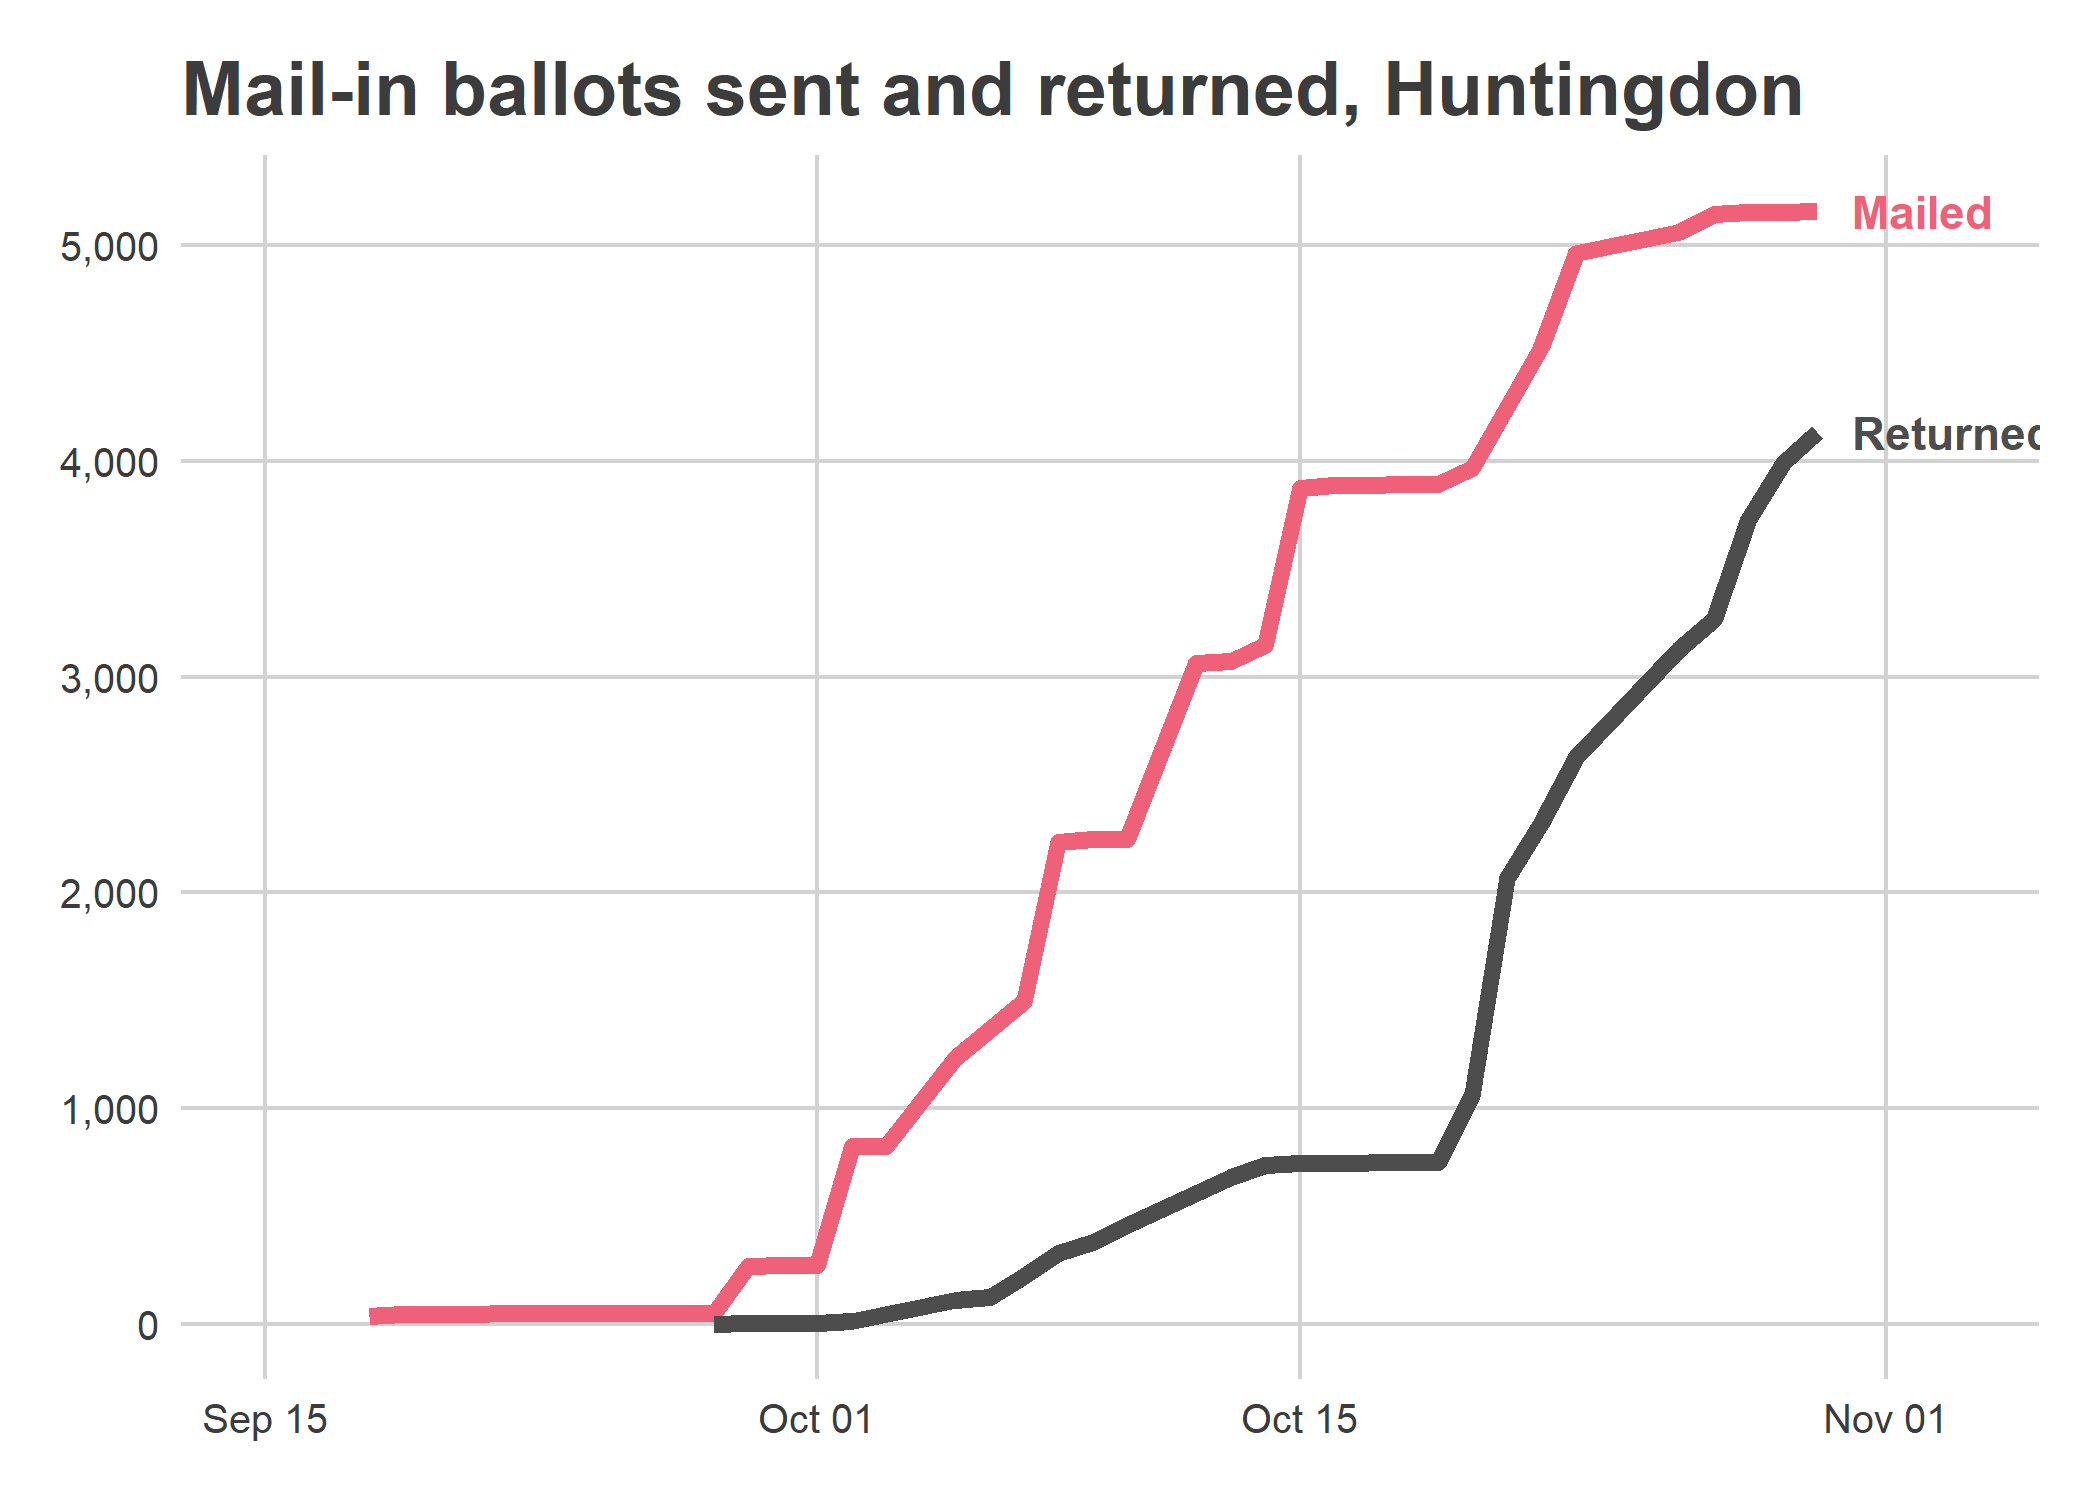 Mail-in ballots sent and returned, Huntingdon
Mailed
5,000
Returned
4,000
3,000
2,000
1,000
0
Sep 15
Oct 01
Oct 15
Nov 01